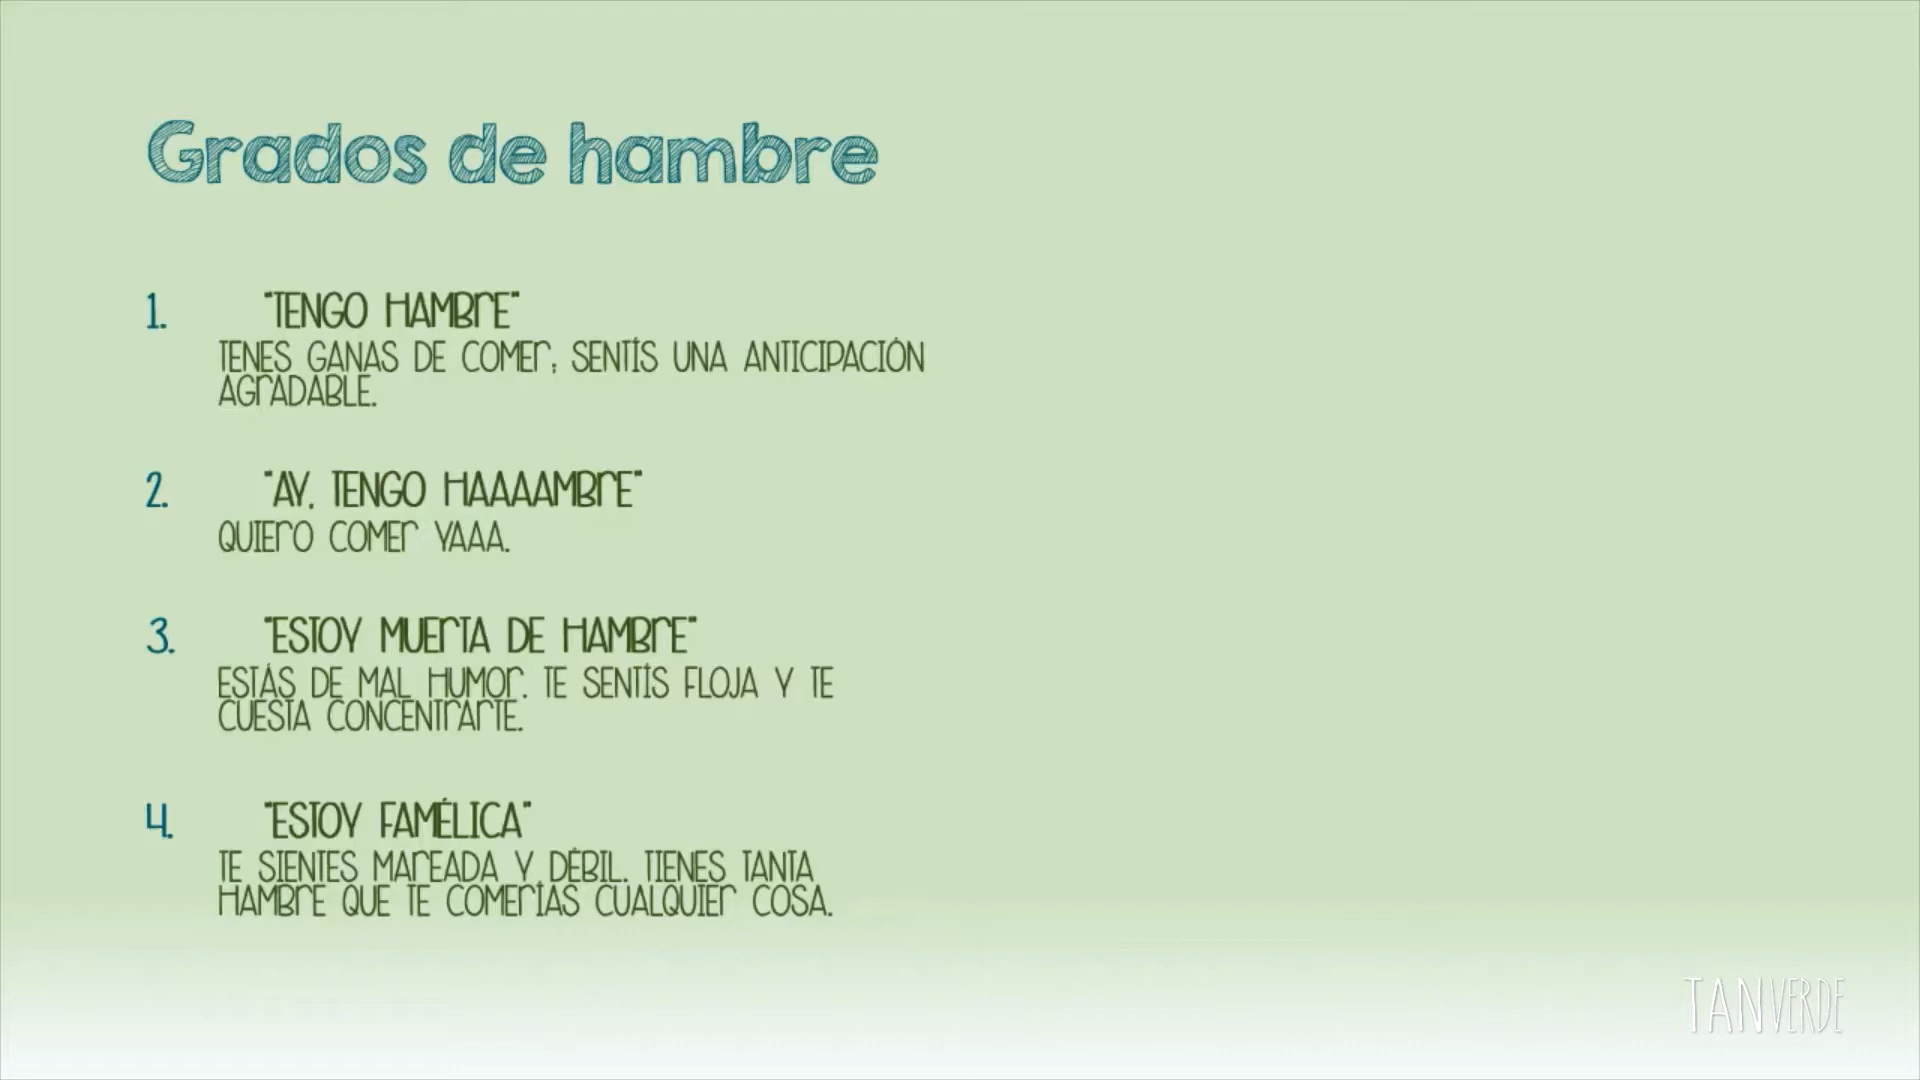 Grados de hambre
1. "TENGO HAMBRE"
TENES GANAS DE COMER; SENTÍS UNA ANTICIPACIÓN
AGRADABLE.
2. "AY, TENGO HAAAAMBRE"
QUIERO COMER YAAA.
3. "ESTOY MUERTA DE HAMBRE"
ESTÁS DE MAL HUMOR. TE SENTÍS FLOJA Y TE
CUESTA CONCENTRARTE.
4. "ESTOY FAMÉLICA"
TE SIENTES MAREADA Y DÉBIL. TIENES TANTA
HAMBRE QUE TE COMERÍAS CUALQUIER COSA.
TANVERDE